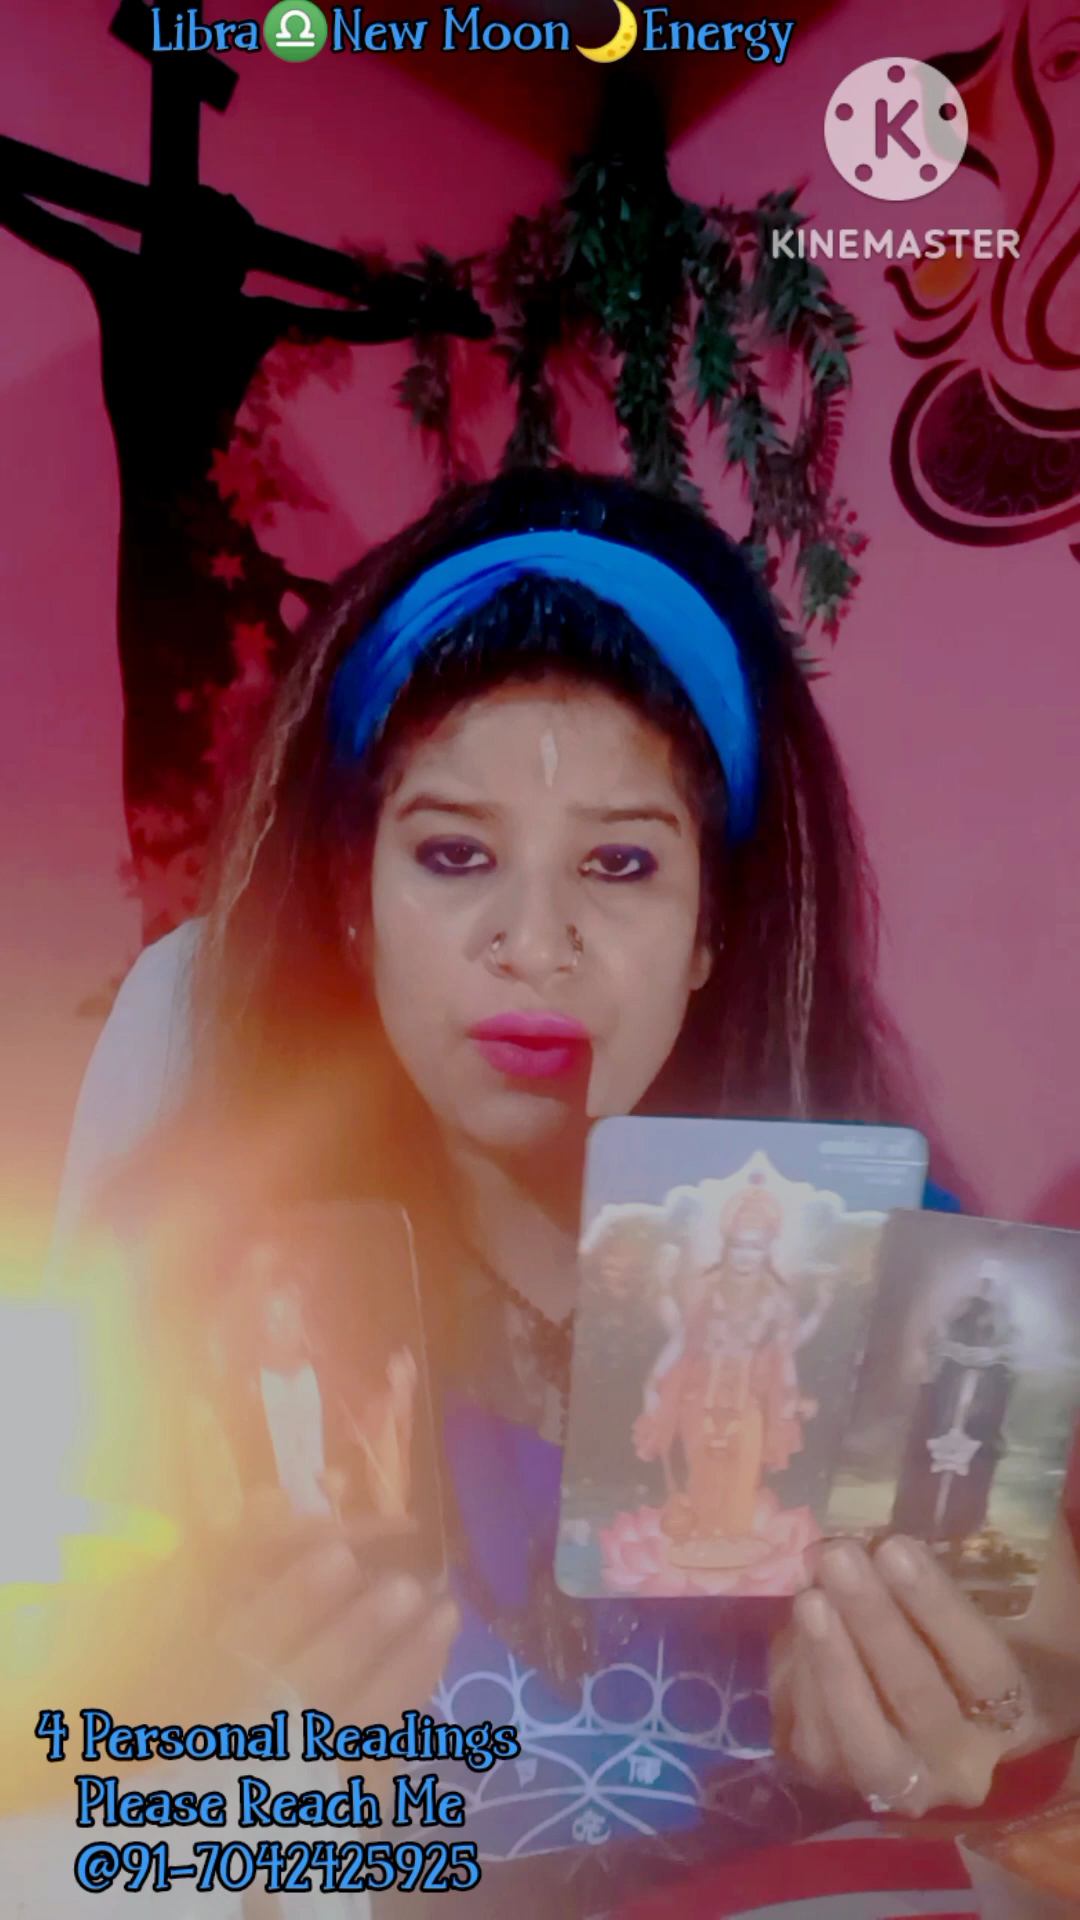 Libra♎New Moon🌙Energy
K
KINEMASTER
4 Personal Readings
Please Reach Me
@91-7042425925